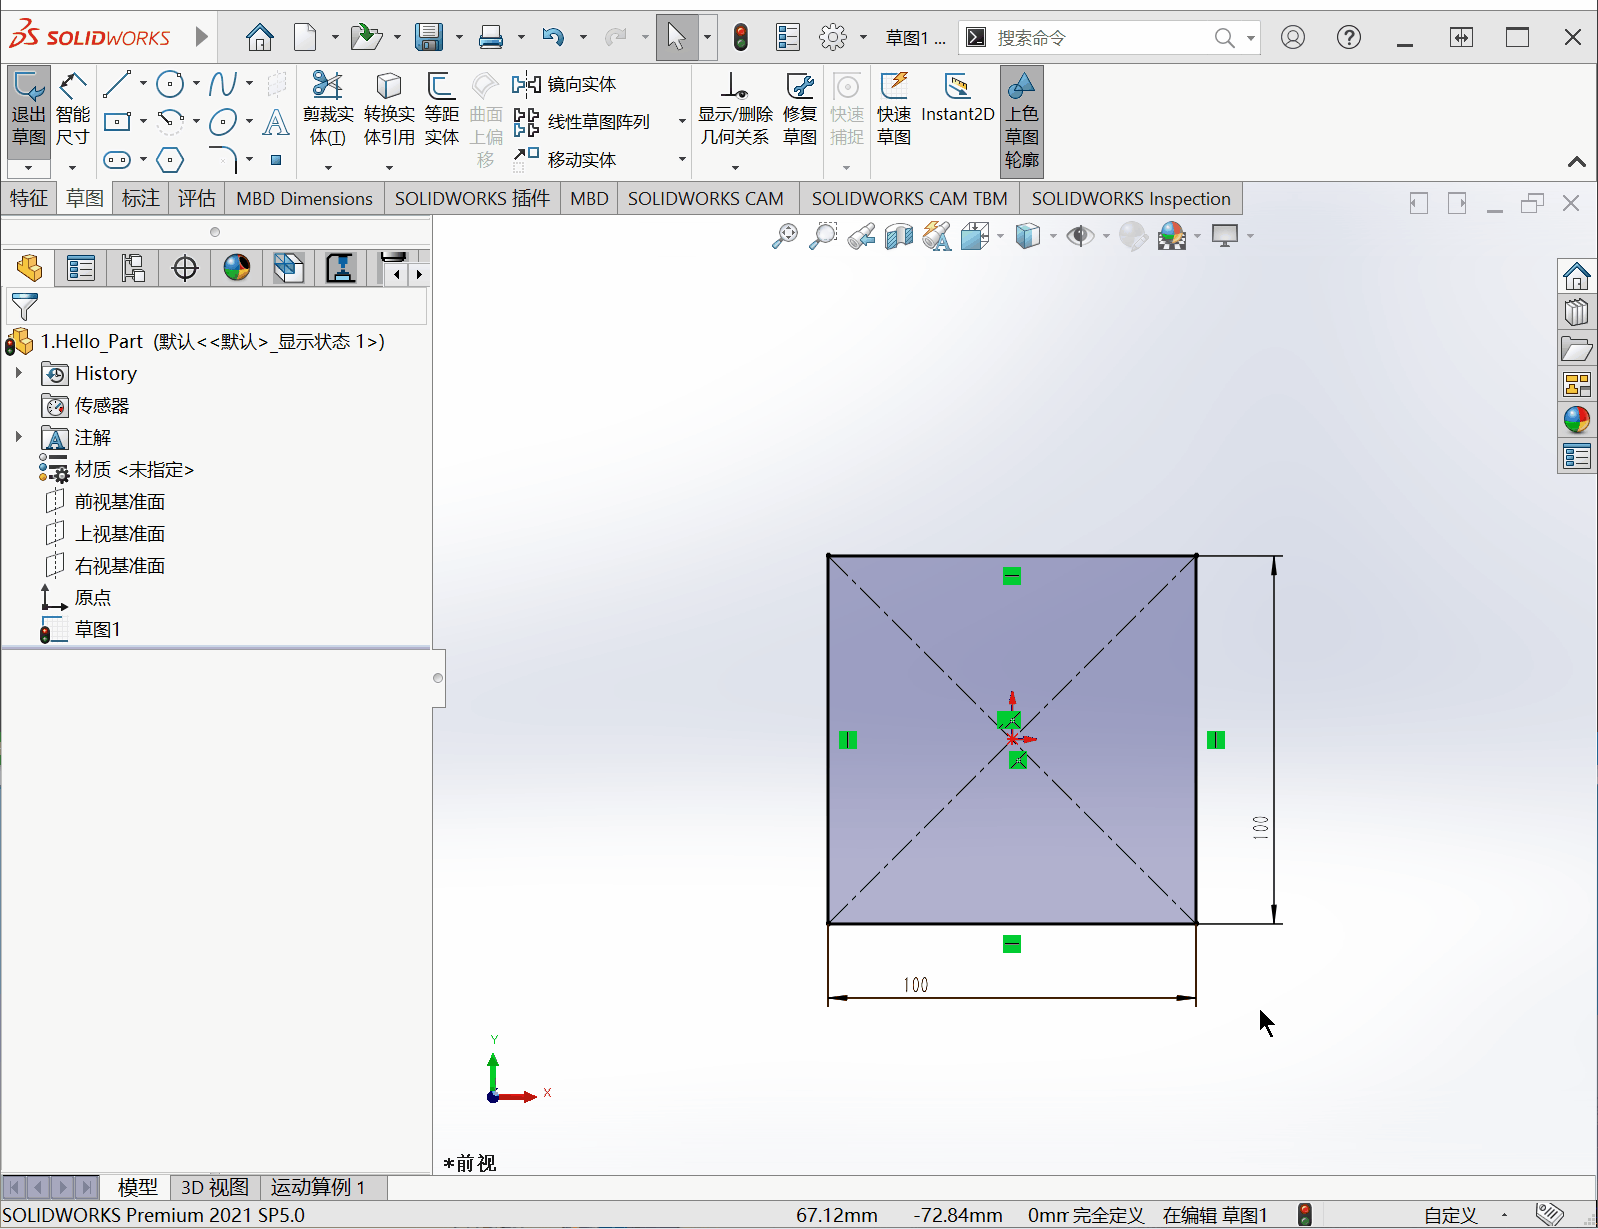 SOLIDWORKS
草图1 ...
搜索命令
退出草图
智能尺寸
剪裁实体(T)
转换实体引用
等距实体
曲面上偏移
镜向实体
线性草图阵列
移动实体
显示/删除几何关系
修复草图
快速捕捉
快速草图
Instant2D
上色草图轮廓
特征 草图 标注 评估 MBD Dimensions SOLIDWORKS 插件 MBD SOLIDWORKS CAM SOLIDWORKS CAM TBM SOLIDWORKS Inspection
1.Hello_Part (默认<<默认>_显示状态 1>)
History
传感器
注解
材质 <未指定>
前视基准面
上视基准面
右视基准面
原点
草图1
100
100
Y
X
*前视
模型 3D 视图 运动算例 1
SOLIDWORKS Premium 2021 SP5.0 67.12mm -72.84mm 0mm 完全定义 在编辑 草图1 自定义